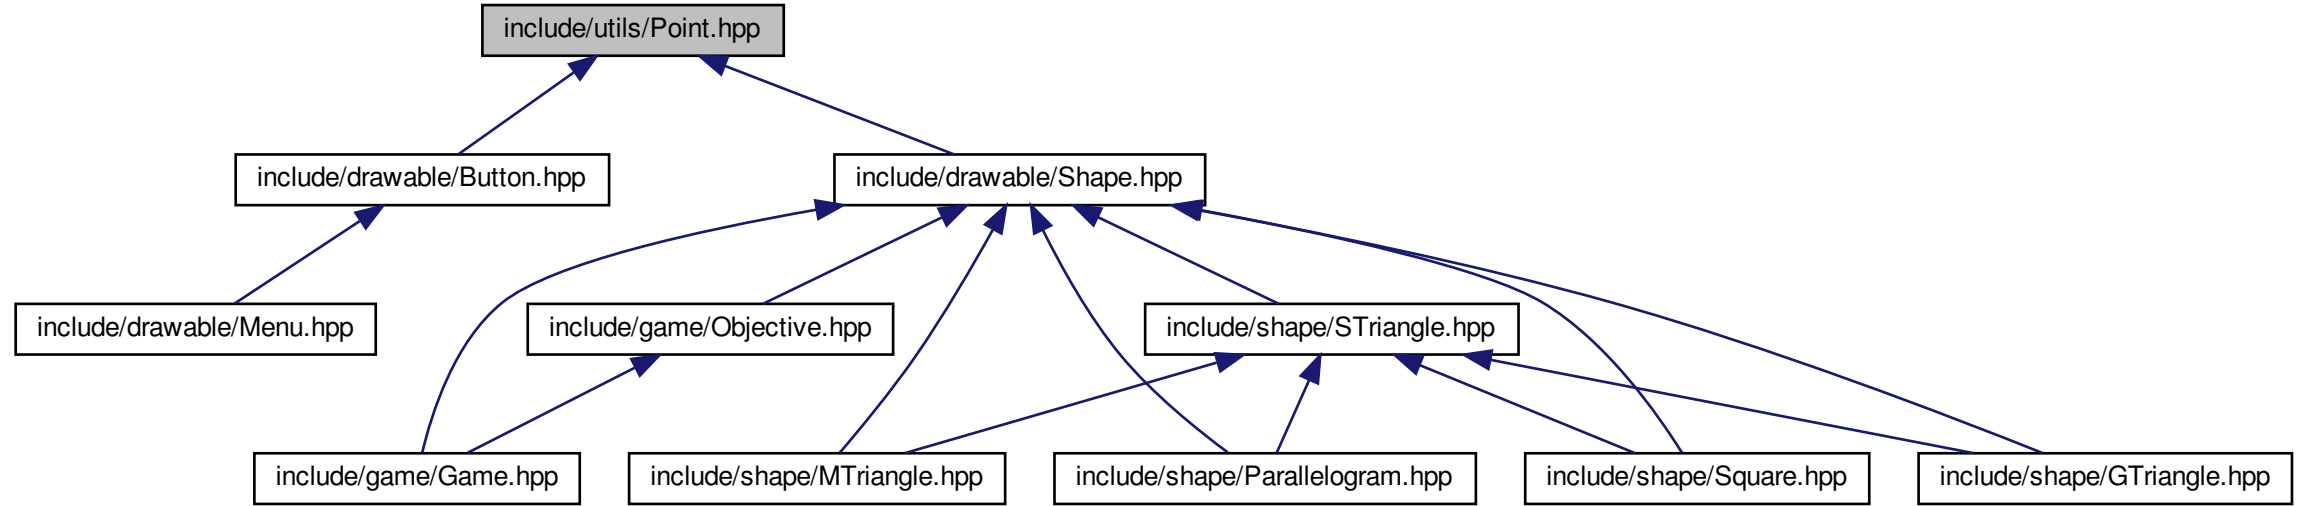 include/utils/Point.hpp
include/drawable/Button.hpp
include/drawable/Shape.hpp
include/drawable/Menu.hpp
include/game/Objective.hpp
include/shape/STriangle.hpp
include/game/Game.hpp
include/shape/MTriangle.hpp
include/shape/Parallelogram.hpp
include/shape/Square.hpp
include/shape/GTriangle.hpp